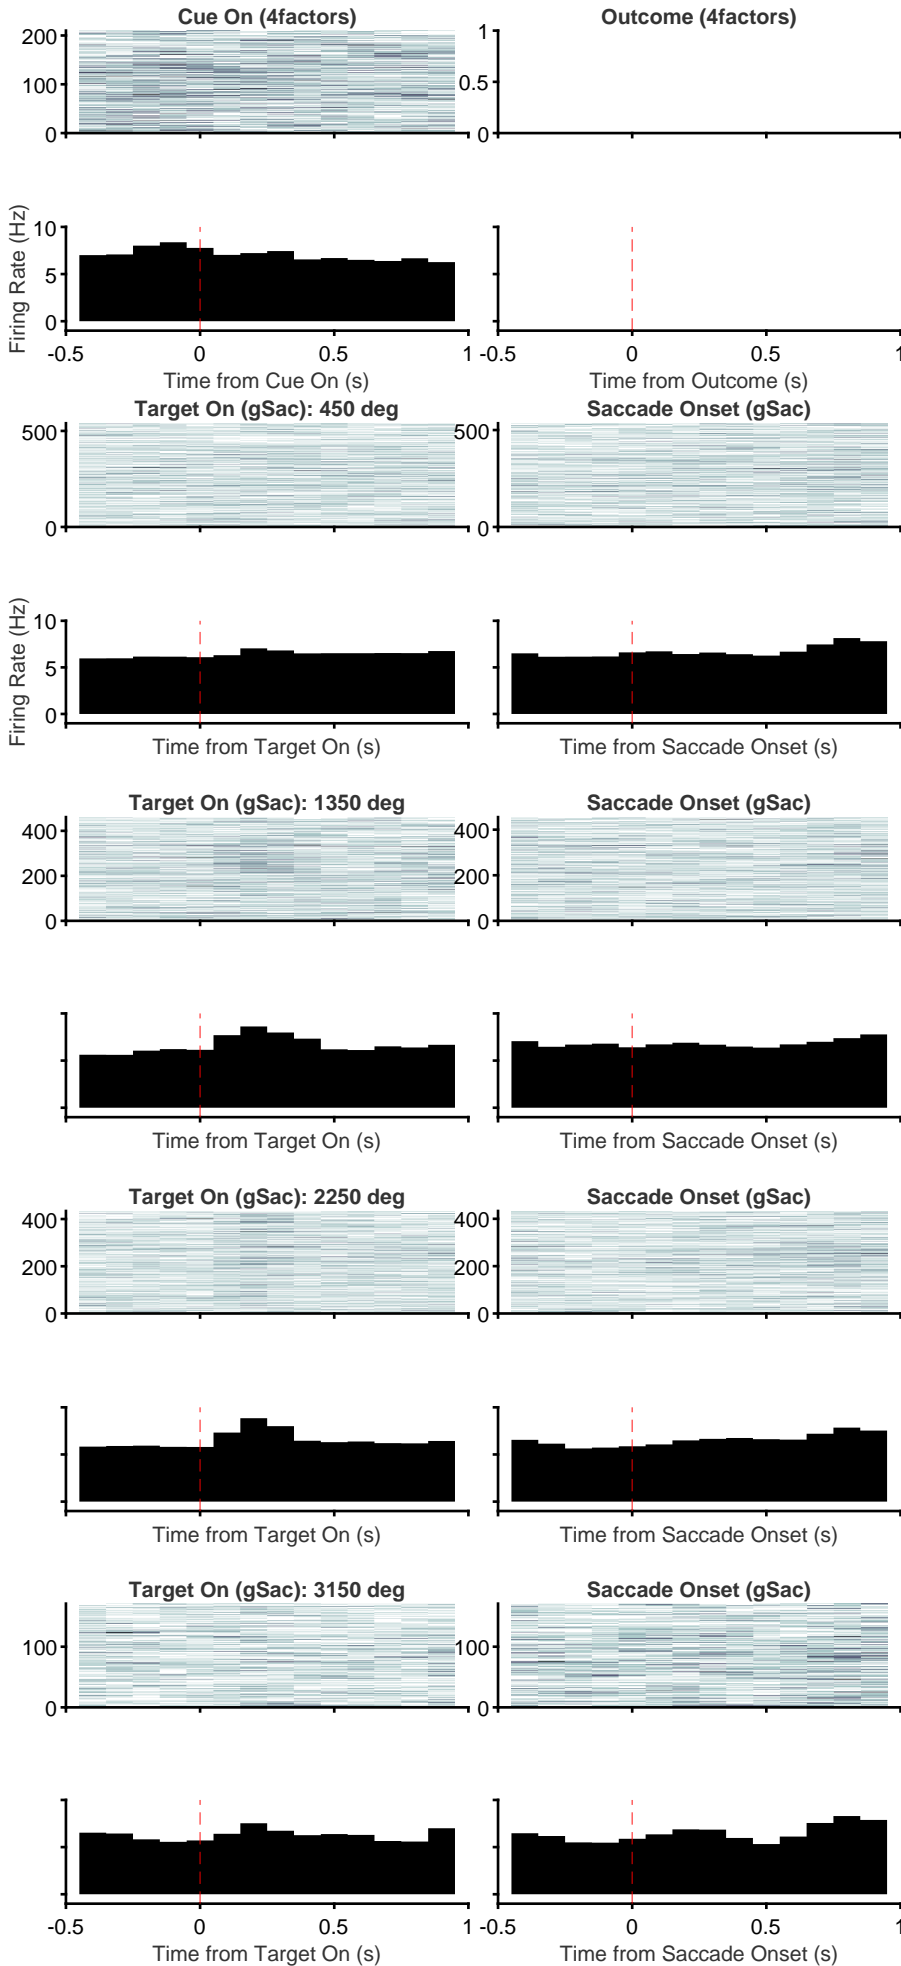 Cue On (4factors) Outcome (4factors)
200
100
0
1
0.5
0
Firing Rate (Hz)
10
5
0
-0.5 0 0.5 1 -0.5 0 0.5 1
Time from Cue On (s) Time from Outcome (s)
Target On (gSac): 450 deg Saccade Onset (gSac)
500
0
500
0
Firing Rate (Hz)
10
5
0
Time from Target On (s) Time from Saccade Onset (s)
Target On (gSac): 1350 deg Saccade Onset (gSac)
400
200
0
400
200
0
Time from Target On (s) Time from Saccade Onset (s)
Target On (gSac): 2250 deg Saccade Onset (gSac)
400
200
0
400
200
0
Time from Target On (s) Time from Saccade Onset (s)
Target On (gSac): 3150 deg Saccade Onset (gSac)
100
0
100
0
-0.5 0 0.5 1 -0.5 0 0.5 1
Time from Target On (s) Time from Saccade Onset (s)